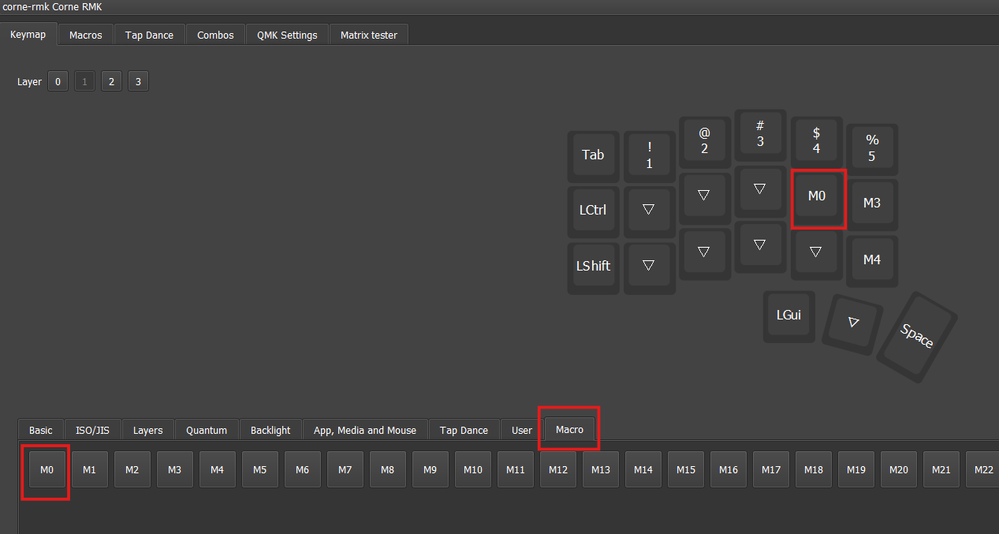 corne-rmk Corne RMK
Keymap Macros Tap Dance Combos QMK Settings Matrix tester
Layer 0 1 2 3
Tab ! 1 @ 2 # 3 $ 4 % 5
LCtrl ▽ ▽ ▽ M0 M3
LShift ▽ ▽ ▽ ▽ M4
LGui ▽ Space
Basic ISO/JIS Layers Quantum Backlight App, Media and Mouse Tap Dance User Macro
M0 M1 M2 M3 M4 M5 M6 M7 M8 M9 M10 M11 M12 M13 M14 M15 M16 M17 M18 M19 M20 M21 M22